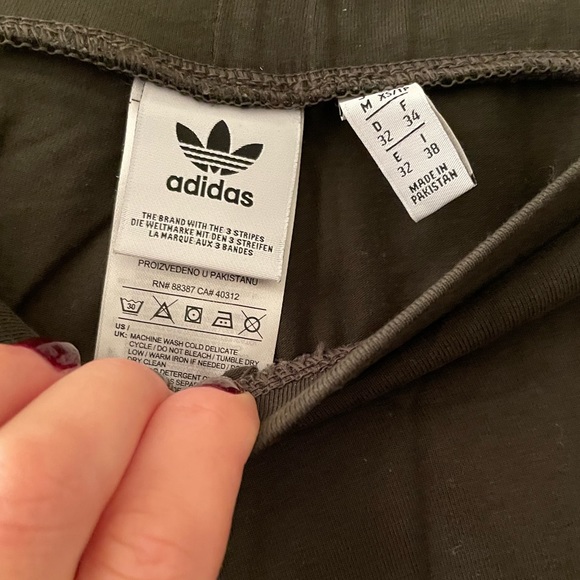 adidas
THE BRAND WITH THE 3 STRIPES
DIE WELTMARKE MIT DEN 3 STREIFEN
LA MARQUE AUX 3 BANDES
PROIZVEDENO U PAKISTANU
RN# 88387 CA# 40312
30
US /
UK: MACHINE WASH COLD DELICATE
CYCLE / DO NOT BLEACH / TUMBLE DRY
LOW / WARM IRON IF NEEDED /
DRY CLEAN
DETERGENT
M XS/TP
D F
32 34
E I
32 38
MADE IN
PAKISTAN